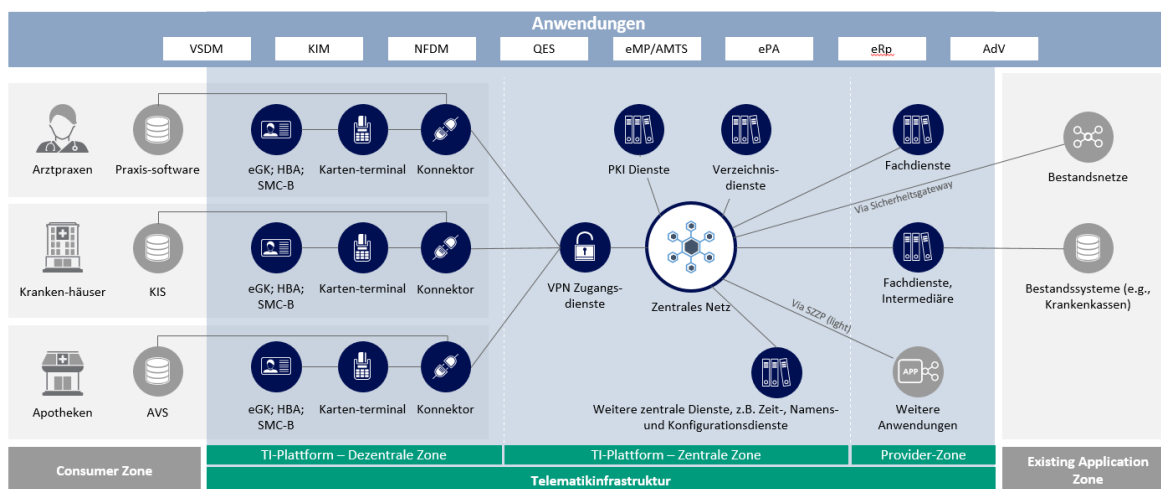 Anwendungen
VSDM
KIM
NFDM
QES
eMP/AMTS
ePA
eRp
AdV
Arztpraxen
Praxis-software
eGK; HBA;
SMC-B
Karten-terminal
Konnektor
PKI Dienste
Verzeichnis-
dienste
Fachdienste
Bestandsnetze
Via Sicherheitsgateway
Kranken-häuser
KIS
eGK; HBA;
SMC-B
Karten-terminal
Konnektor
VPN Zugangs-
dienste
Zentrales Netz
Fachdienste,
Intermediäre
Bestandssysteme (e.g.,
Krankenkassen)
Via SZZP (light)
APP
Apotheken
AVS
eGK; HBA;
SMC-B
Karten-terminal
Konnektor
Weitere zentrale Dienste, z.B. Zeit-, Namens-
und Konfigurationsdienste
Weitere
Anwendungen
Consumer Zone
TI-Plattform – Dezentrale Zone
TI-Plattform – Zentrale Zone
Provider-Zone
Existing Application
Zone
Telematikinfrastruktur